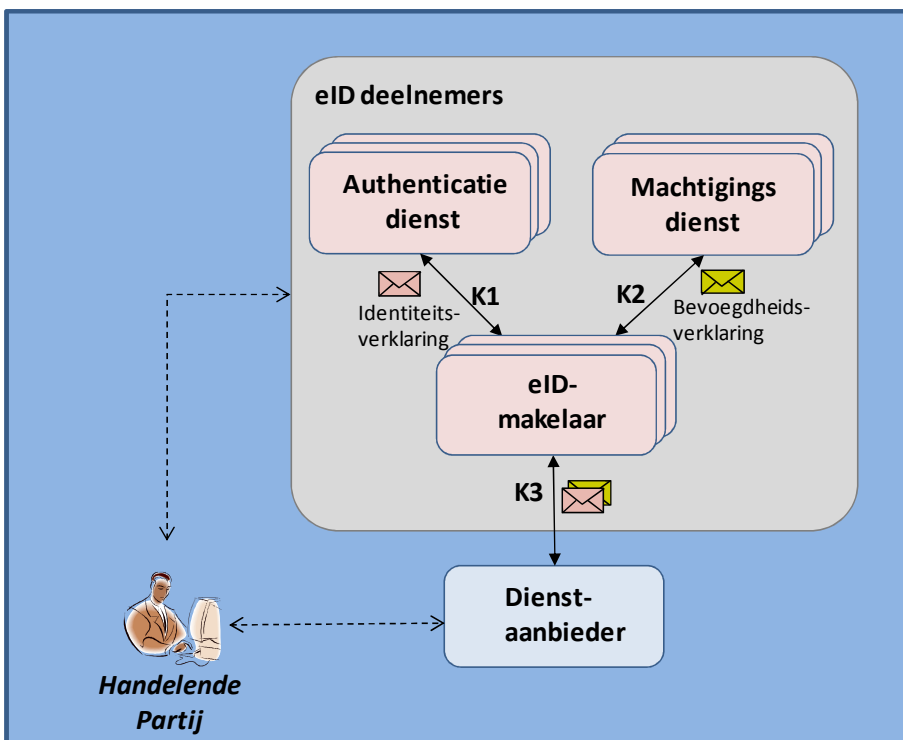 eID deelnemers
Authenticatie
dienst
Machtigings
dienst
K1
K2
Identiteits-
verklaring
Bevoegdheids-
verklaring
eID-
makelaar
K3
Dienst-
aanbieder
Handelende
Partij